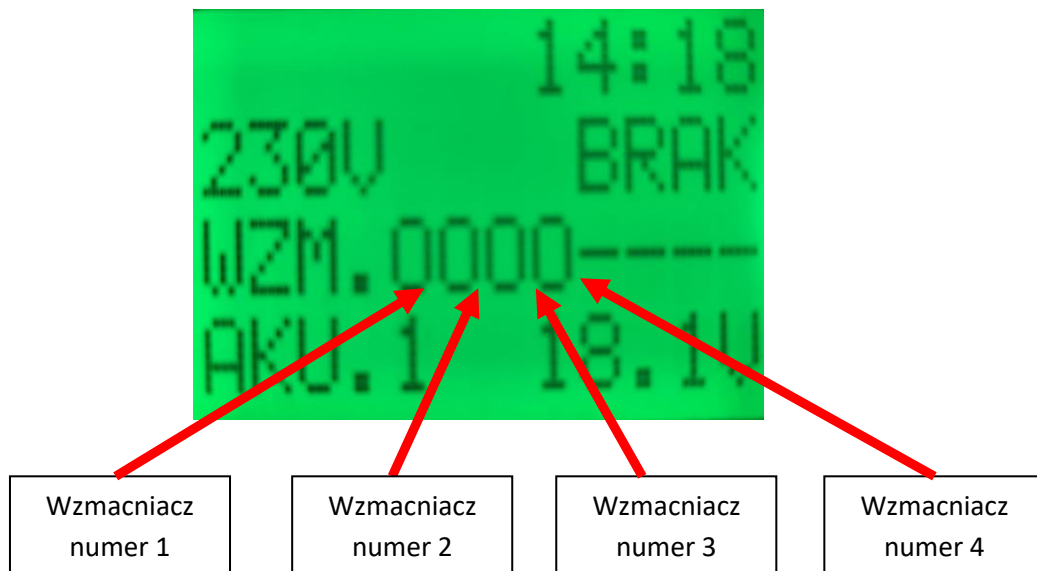 14:18
230V BRAK
WZM.0000----
AKU.1 18.1V
Wzmacniacz
numer 1
Wzmacniacz
numer 2
Wzmacniacz
numer 3
Wzmacniacz
numer 4